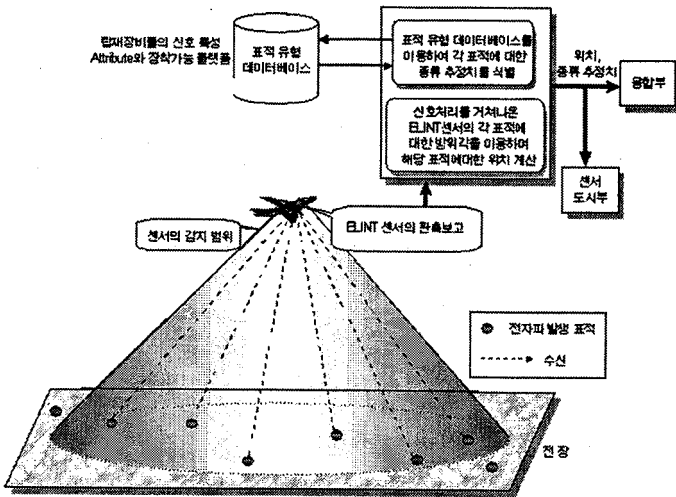 탑재장비들의 신호 특성
Attribute와 장착가능 플랫폼
표적 유형
데이터베이스
표적 유형 데이터베이스를
이용하여 각 표적에 대한
종류 추정치를 식별
신호처리를 거쳐나온
ELINT센서의 각 표적에
대한 방위각을 이용하며
해당 표적에대한 위치 계산
위치,
종류 추정치
융합부
센서
도시부
센서의 감지 범위
ELINT 센서의 관측보고
전자파 발생 표적
수신
전장